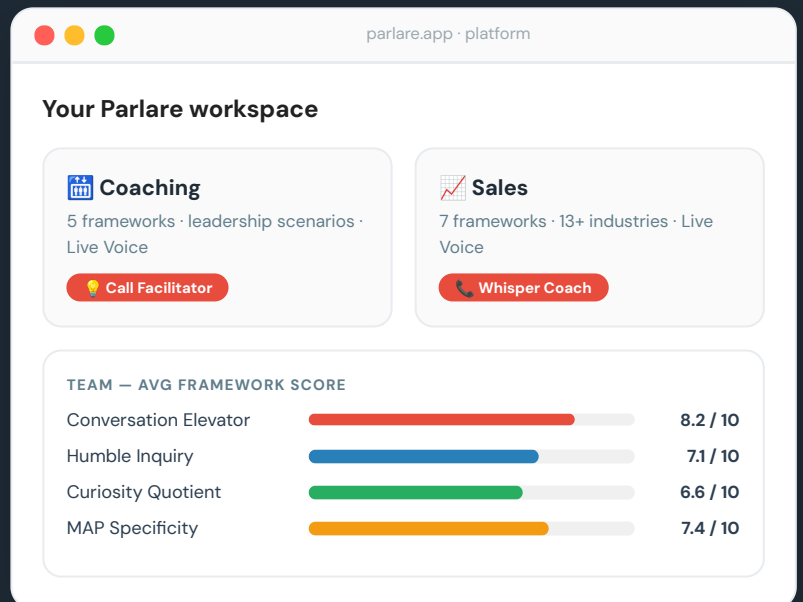 parlare.app · platform
Your Parlare workspace
🛗 Coaching
5 frameworks · leadership scenarios ·
Live Voice
💡 Call Facilitator
📈 Sales
7 frameworks · 13+ industries · Live
Voice
📞 Whisper Coach
TEAM — AVG FRAMEWORK SCORE
Conversation Elevator 8.2 / 10
Humble Inquiry 7.1 / 10
Curiosity Quotient 6.6 / 10
MAP Specificity 7.4 / 10